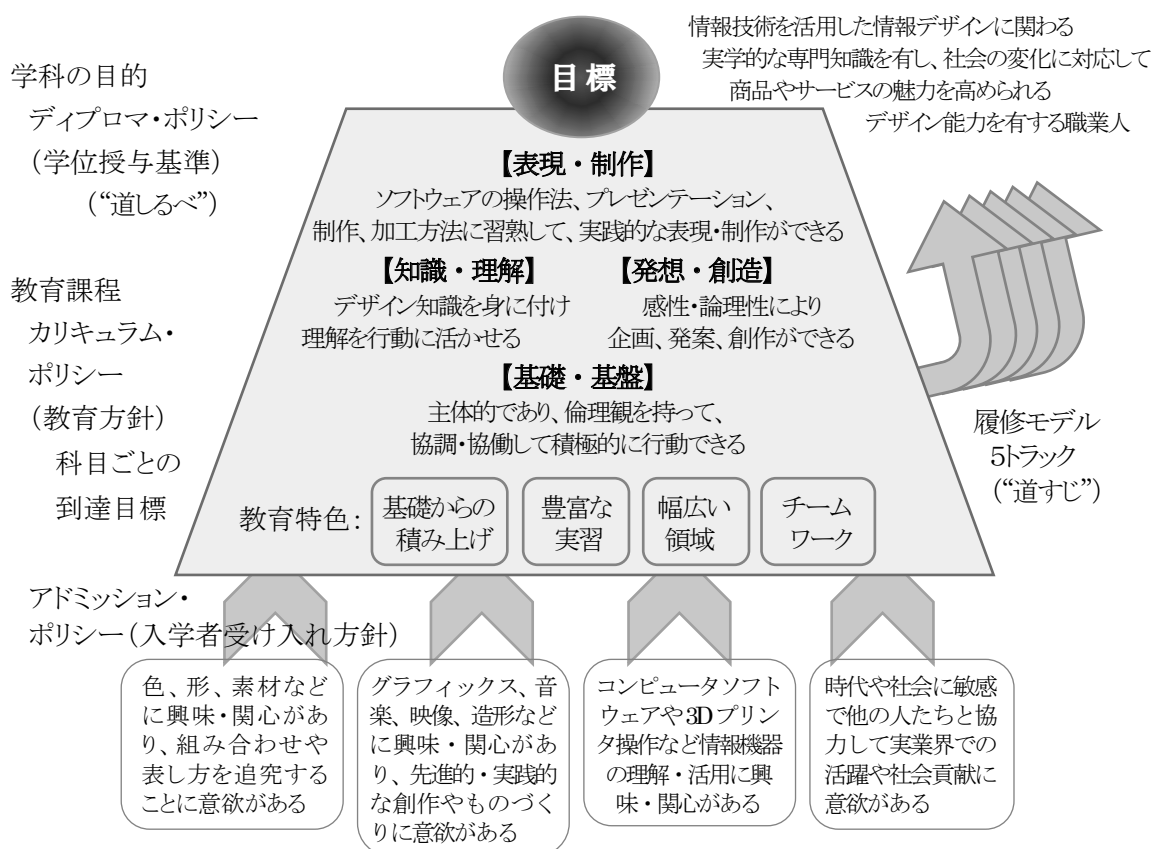 目標
情報技術を活用した情報デザインに関わる
実学的な専門知識を有し、社会の変化に対応して
商品やサービスの魅力を高められる
デザイン能力を有する職業人
学科の目的
ディプロマ・ポリシー
(学位授与基準)
(“道しるべ”)
【表現・制作】
ソフトウェアの操作法、プレゼンテーション、
制作、加工方法に習熟して、実践的な表現・制作ができる
【知識・理解】
デザイン知識を身に付け
理解を行動に活かせる
【発想・創造】
感性・論理性により
企画、発案、創作ができる
【基礎・基盤】
主体的であり、倫理観を持って、
協調・協働して積極的に行動できる
教育課程
カリキュラム・
ポリシー
(教育方針)
科目ごとの
到達目標
履修モデル
5トラック
(“道すじ”)
教育特色:
基礎からの
積み上げ
豊富な
実習
幅広い
領域
チーム
ワーク
アドミッション・
ポリシー(入学者受け入れ方針)
色、形、素材など
に興味・関心があ
り、組み合わせや
表し方を追究する
ことに意欲がある
グラフィックス、音
楽、映像、造形など
に興味・関心があ
り、先進的・実践的
な創作やものづく
りに意欲がある
コンピュータソフト
ウェアや3Dプリン
タ操作など情報機器
の理解・活用に興
味・関心がある
時代や社会に敏感
で他の人たちと協
力して実業界での
活躍や社会貢献に
意欲がある